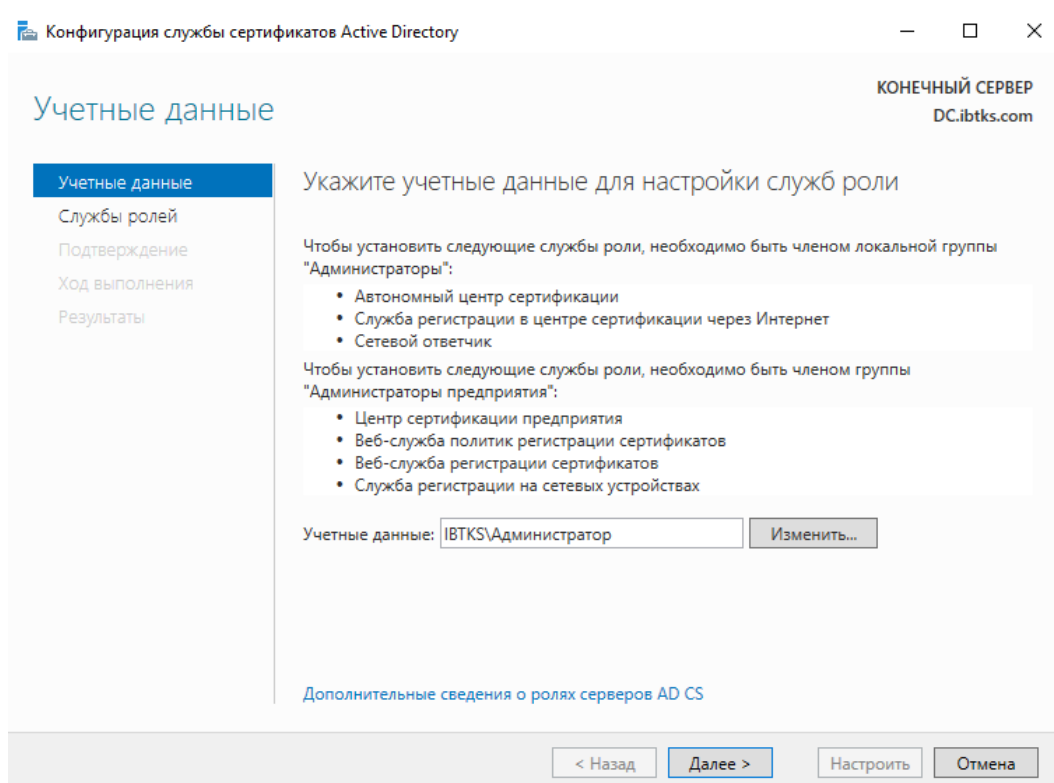 Конфигурация службы сертификатов Active Directory
Учетные данные
КОНЕЧНЫЙ СЕРВЕР
DC.ibtks.com
Учетные данные
Службы ролей
Подтверждение
Ход выполнения
Результаты
Укажите учетные данные для настройки служб роли
Чтобы установить следующие службы роли, необходимо быть членом локальной группы
"Администраторы":
• Автономный центр сертификации
• Служба регистрации в центре сертификации через Интернет
• Сетевой ответчик
Чтобы установить следующие службы роли, необходимо быть членом группы
"Администраторы предприятия":
• Центр сертификации предприятия
• Веб-служба политик регистрации сертификатов
• Веб-служба регистрации сертификатов
• Служба регистрации на сетевых устройствах
Учетные данные: IBTKS\Администратор Изменить...
Дополнительные сведения о ролях серверов AD CS
< Назад Далее > Настроить Отмена